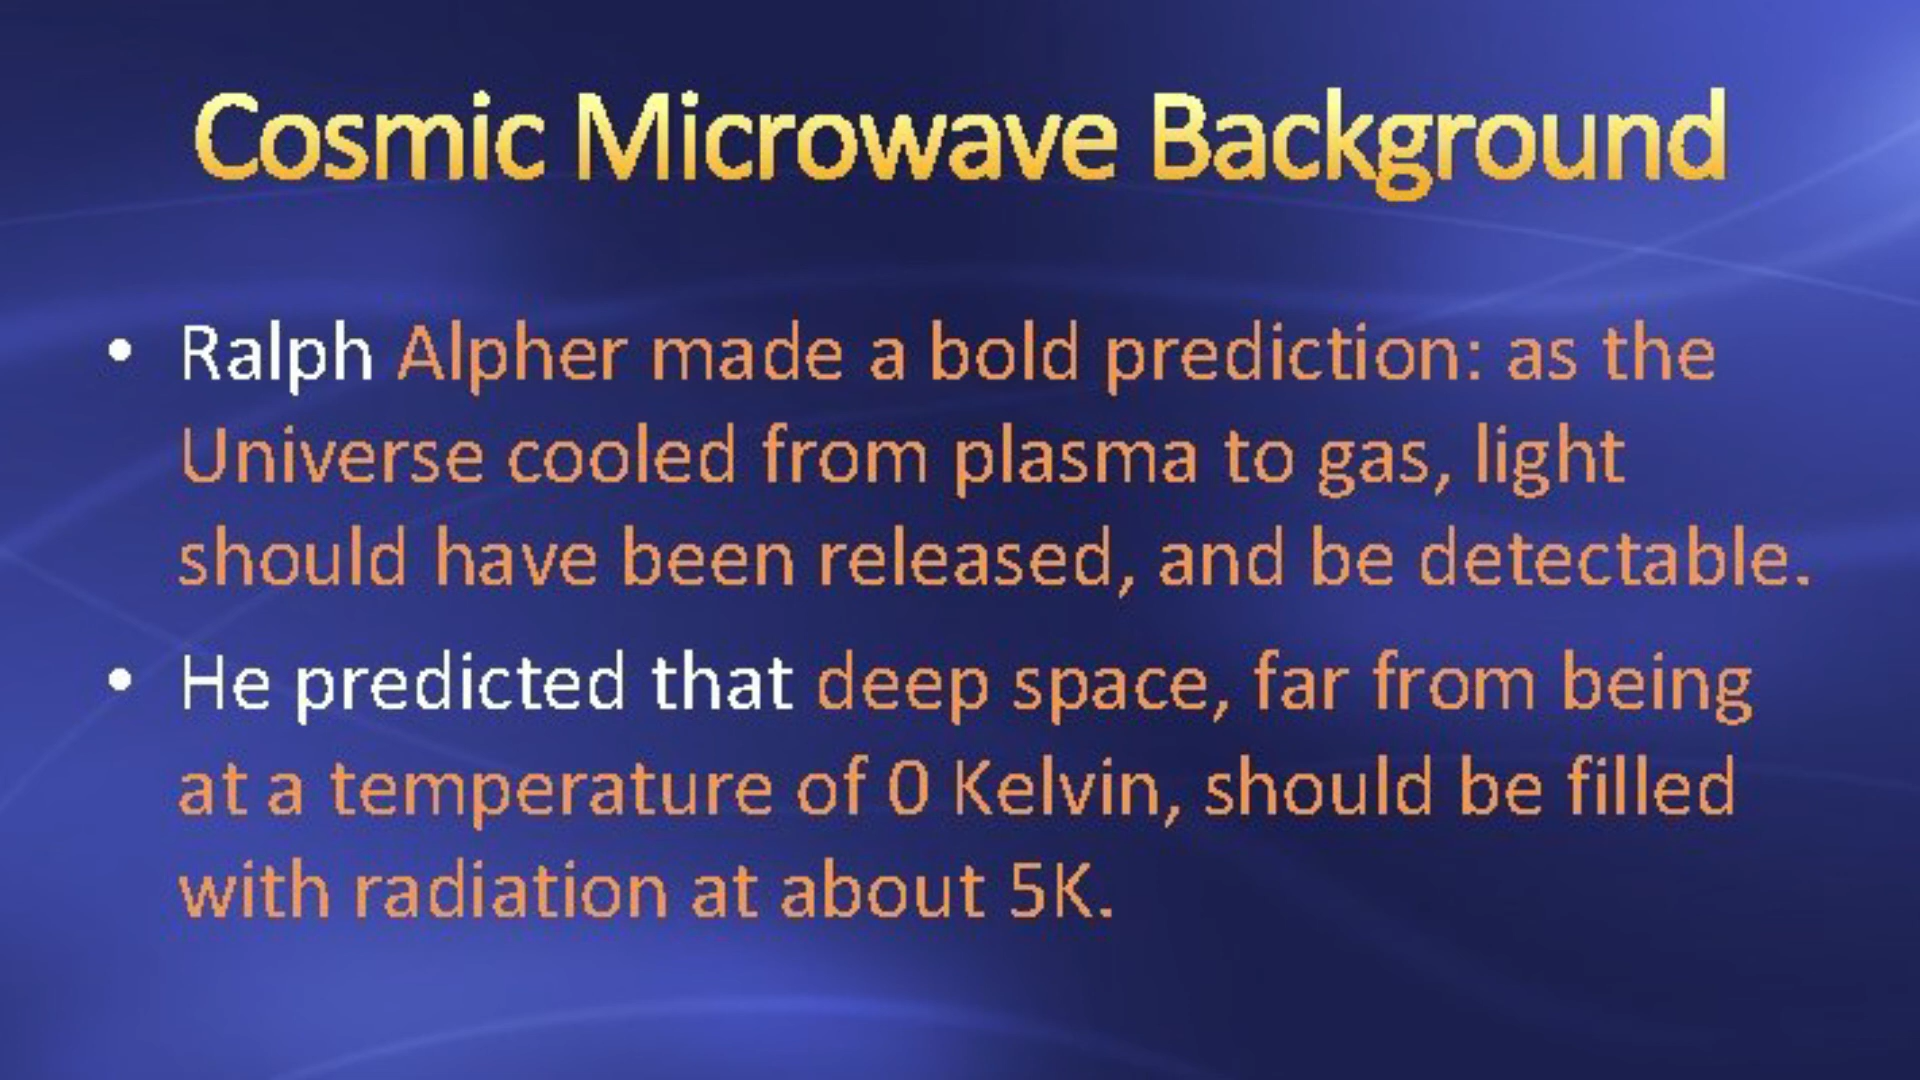 Cosmic Microwave Background
• Ralph Alpher made a bold prediction: as the
Universe cooled from plasma to gas, light
should have been released, and be detectable.
• He predicted that deep space, far from being
at a temperature of 0 Kelvin, should be filled
with radiation at about 5K.